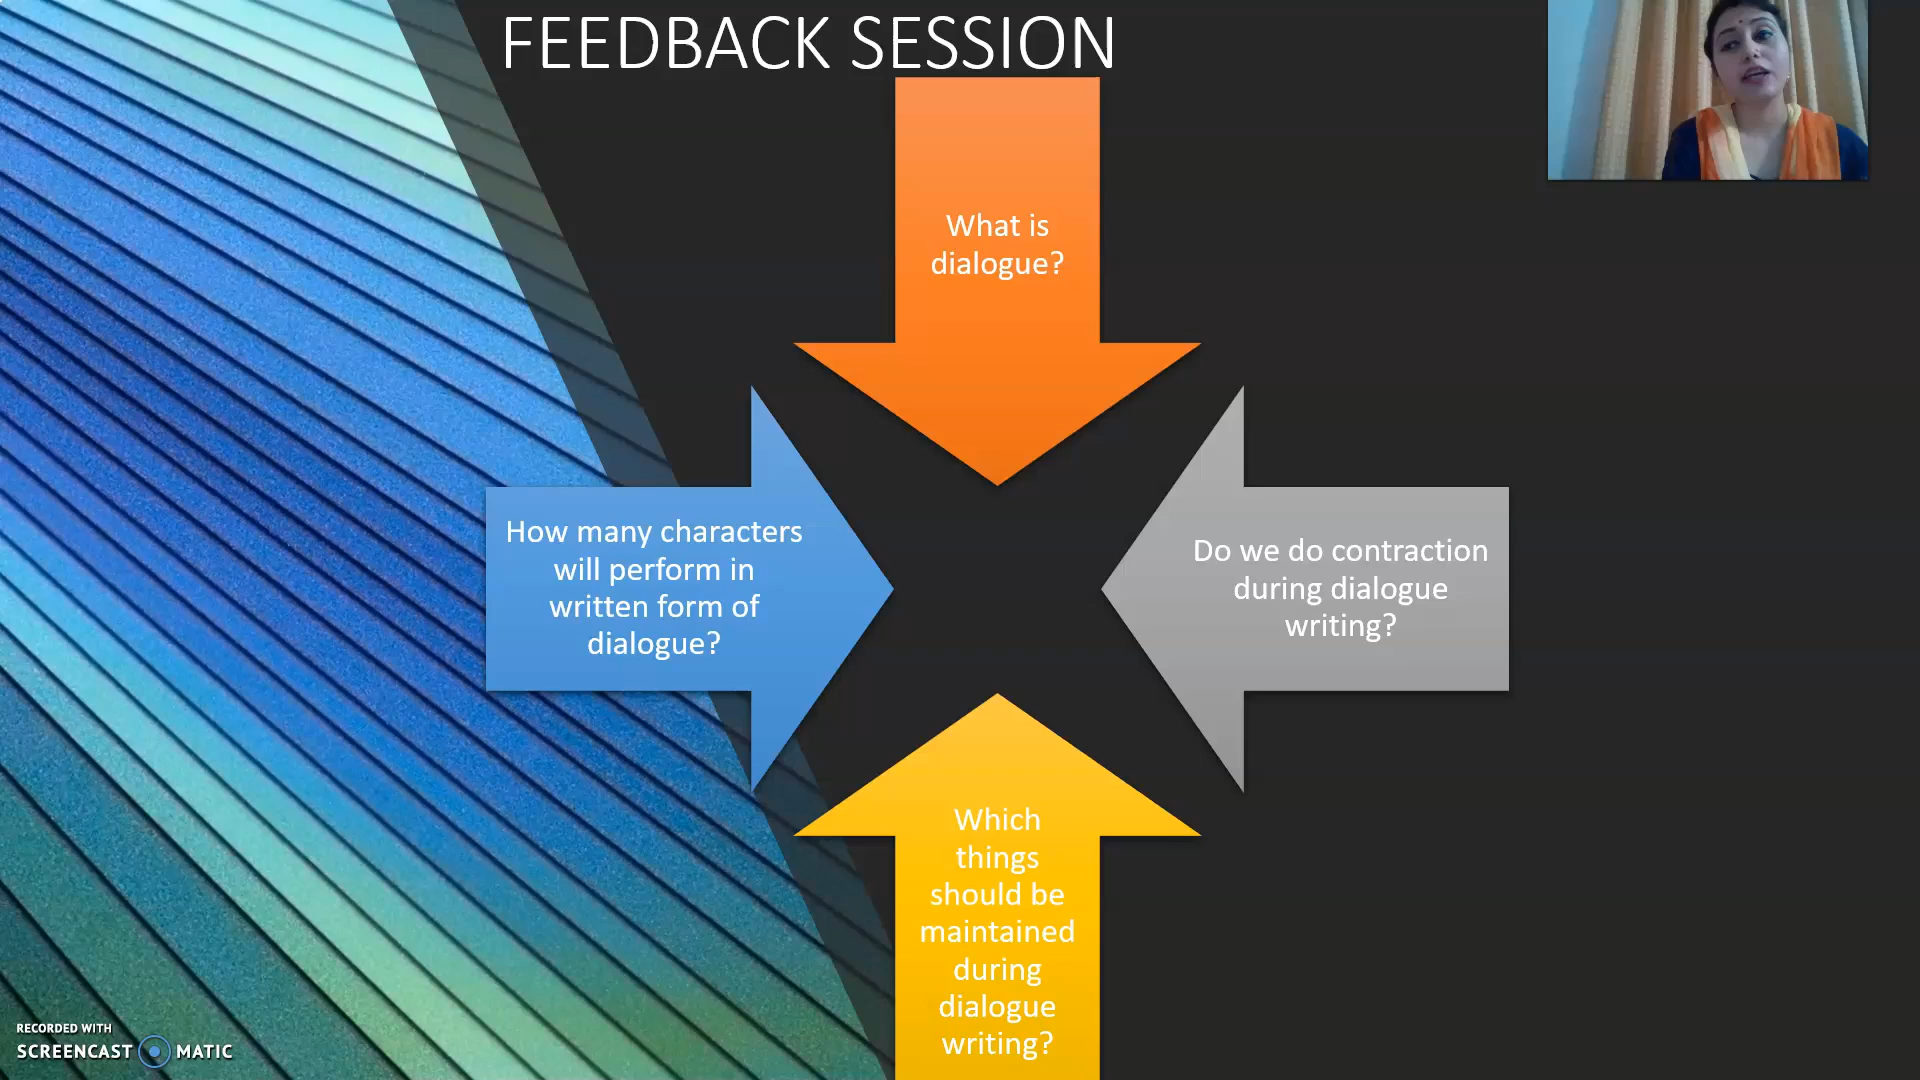 FEEDBACK SESSION
What is
dialogue?
How many characters
will perform in
written form of
dialogue?
Do we do contraction
during dialogue
writing?
Which
things
should be
maintained
during
dialogue
writing?
RECORDED WITH
SCREENCAST MATIC